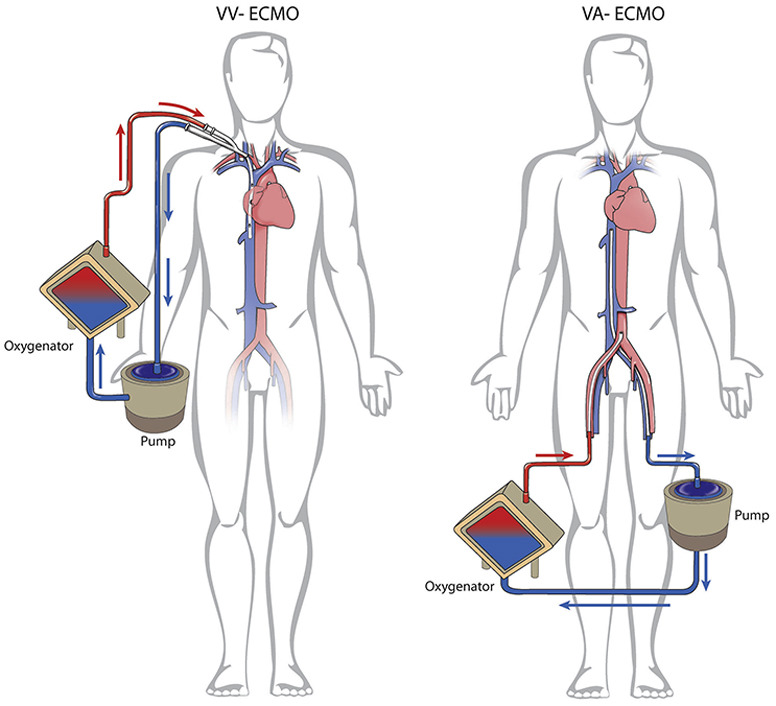 VV- ECMO
VA- ECMO
Oxygenator
Pump
Pump
Oxygenator